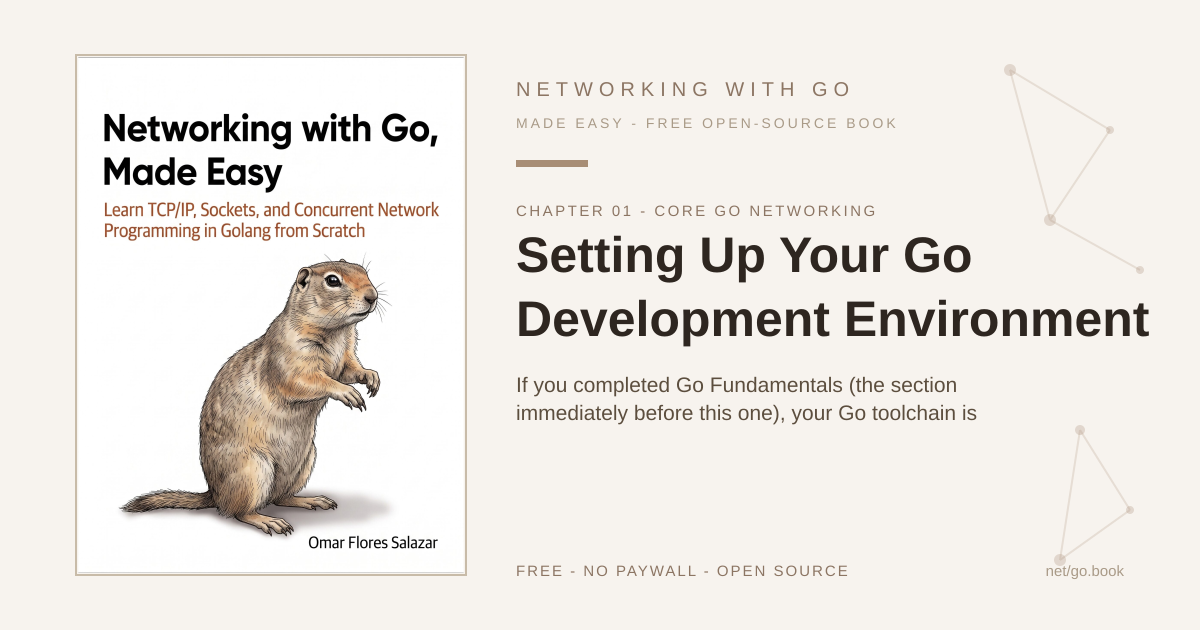 Networking with Go,
Made Easy
Learn TCP/IP, Sockets, and Concurrent Network
Programming in Golang from Scratch
Omar Flores Salazar
NETWORKING WITH GO
MADE EASY - FREE OPEN-SOURCE BOOK
CHAPTER 01 - CORE GO NETWORKING
Setting Up Your Go
Development Environment
If you completed Go Fundamentals (the section
immediately before this one), your Go toolchain is
FREE - NO PAYWALL - OPEN SOURCE
net/go.book